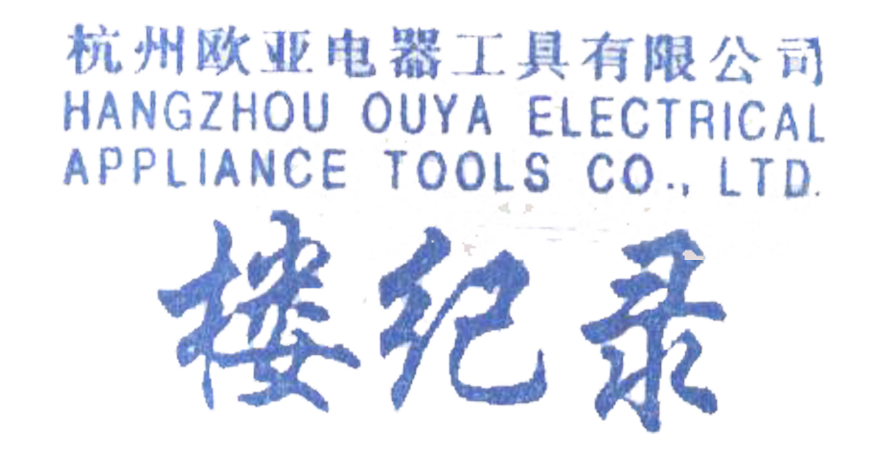 杭州欧亚电器工具有限公司
HANGZHOU OUYA ELECTRICAL
APPLIANCE TOOLS CO., LTD.
楼纪录